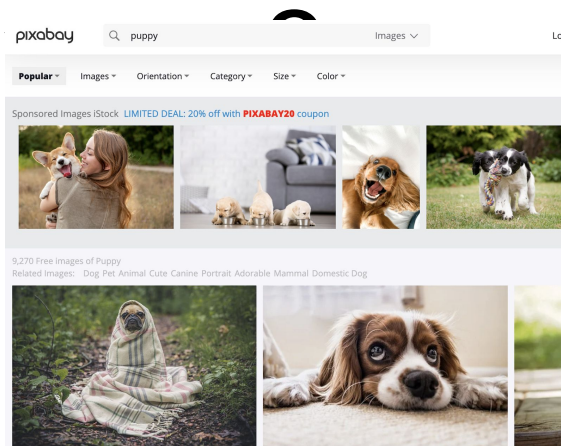 pixabay
puppy
Images
Lo
Popular
Images
Orientation
Category
Size
Color
Sponsored Images iStock LIMITED DEAL: 20% off with PIXABAY20 coupon
9,270 Free images of Puppy
Related Images: Dog Pet Animal Cute Canine Portrait Adorable Mammal Domestic Dog